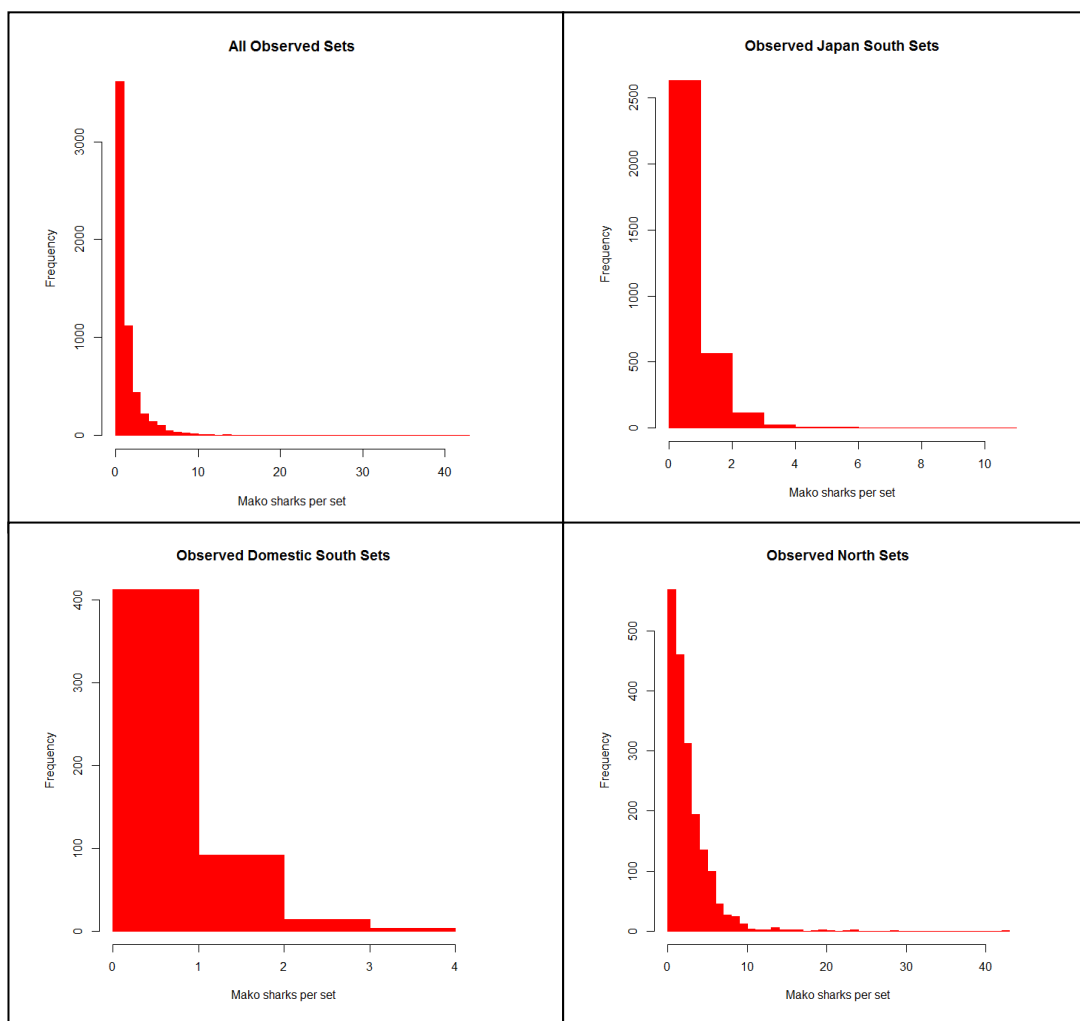 All Observed Sets
Frequency
0 1000 2000 3000
0 10 20 30 40
Mako sharks per set
Observed Japan South Sets
Frequency
0 500 1000 1500 2000 2500
0 2 4 6 8 10
Mako sharks per set
Observed Domestic South Sets
Frequency
0 100 200 300 400
0 1 2 3 4
Mako sharks per set
Observed North Sets
Frequency
0 100 200 300 400 500
0 10 20 30 40
Mako sharks per set